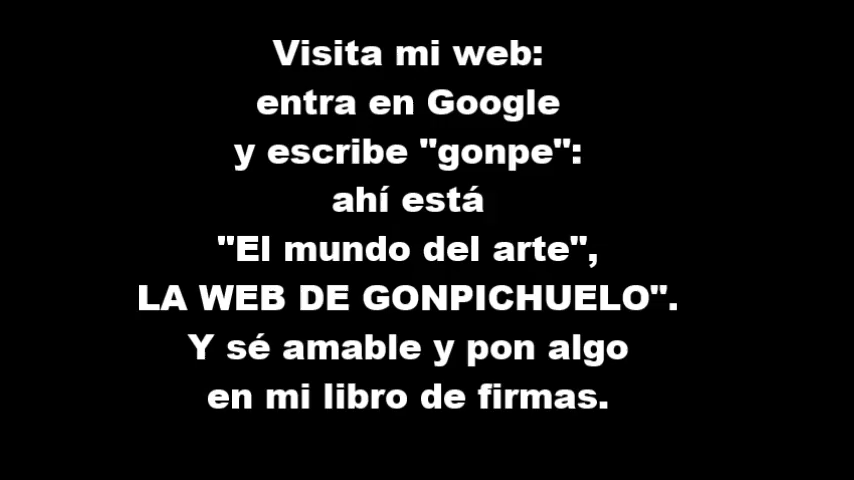 Visita mi web:
entra en Google
y escribe "gonpe":
ahí está
"El mundo del arte",
LA WEB DE GONPICHUELO".
Y sé amable y pon algo
en mi libro de firmas.